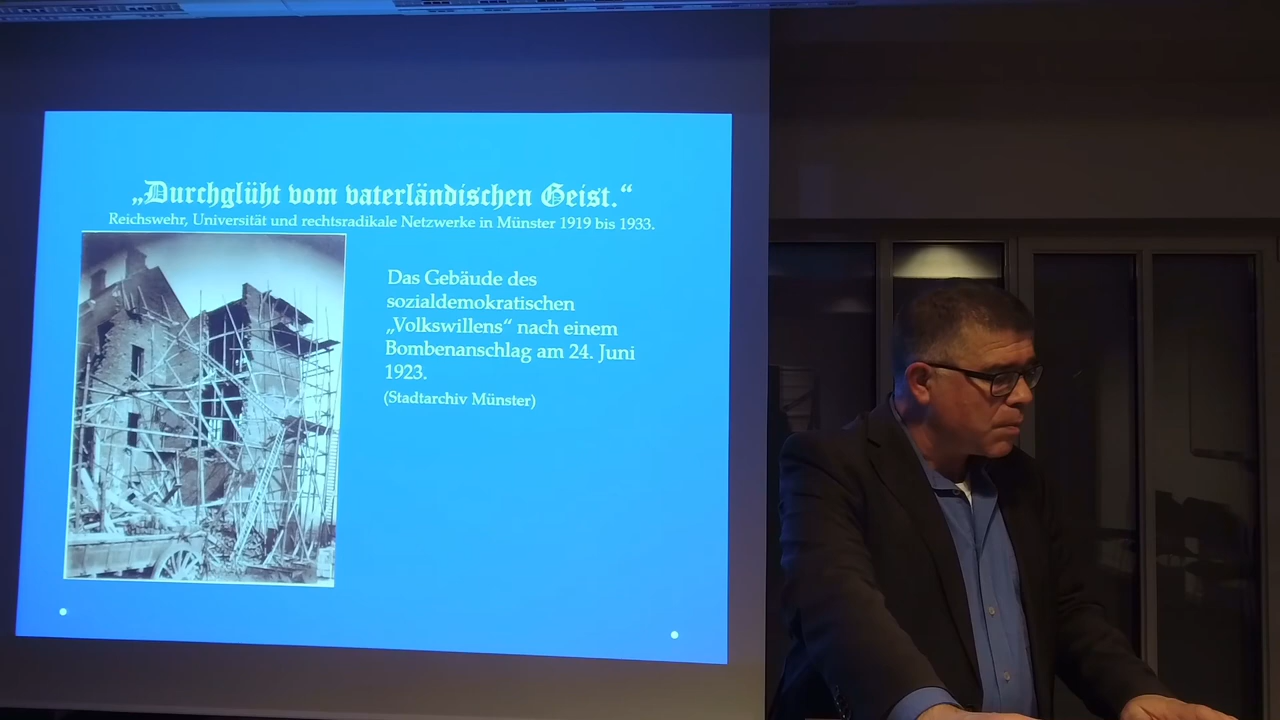 „Durchglüht vom vaterländischen Geist.“
Reichswehr, Universität und rechtsradikale Netzwerke in Münster 1919 bis 1933.
Das Gebäude des
sozialdemokratischen
„Volkswillens“ nach einem
Bombenanschlag am 24. Juni
1923.
(Stadtarchiv Münster)